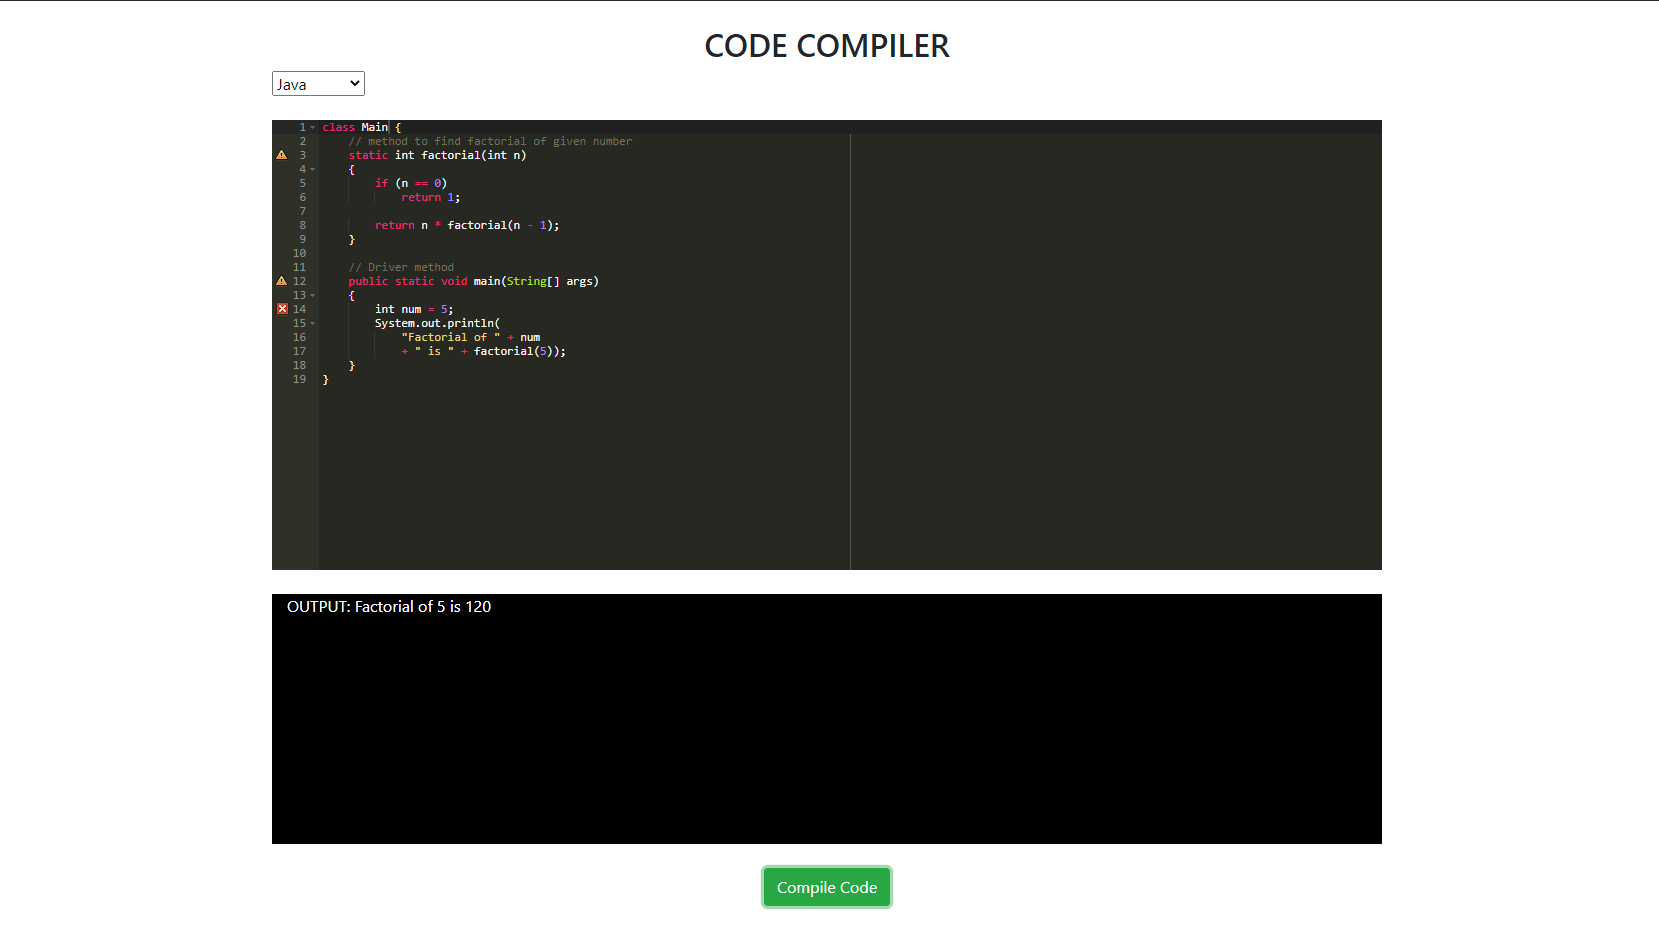 CODE COMPILER
Java
1 class Main {
2     // method to find factorial of given number
3     static int factorial(int n)
4     {
5         if (n == 0)
6             return 1;
7
8         return n * factorial(n - 1);
9     }
10
11     // Driver method
12     public static void main(String[] args)
13     {
14         int num = 5;
15         System.out.println(
16             "Factorial of " + num
17             + " is " + factorial(5));
18     }
19 }
OUTPUT: Factorial of 5 is 120
Compile Code